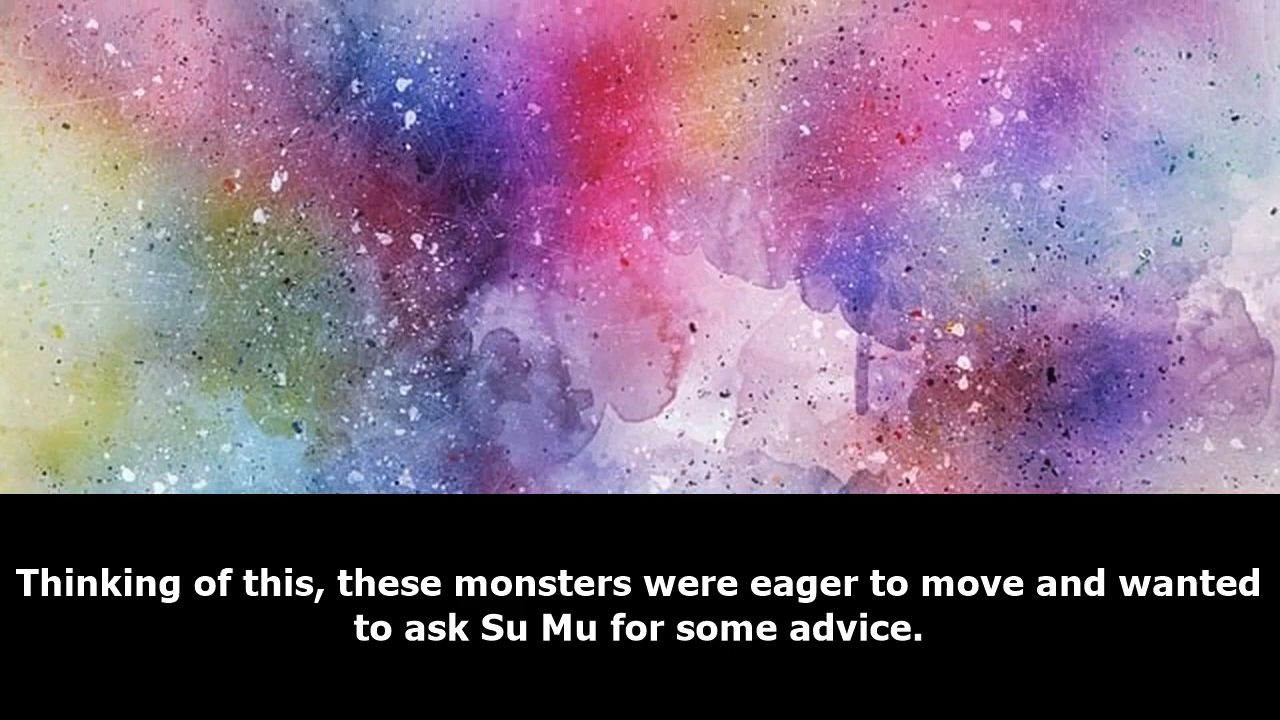 Thinking of this, these monsters were eager to move and wanted
to ask Su Mu for some advice.